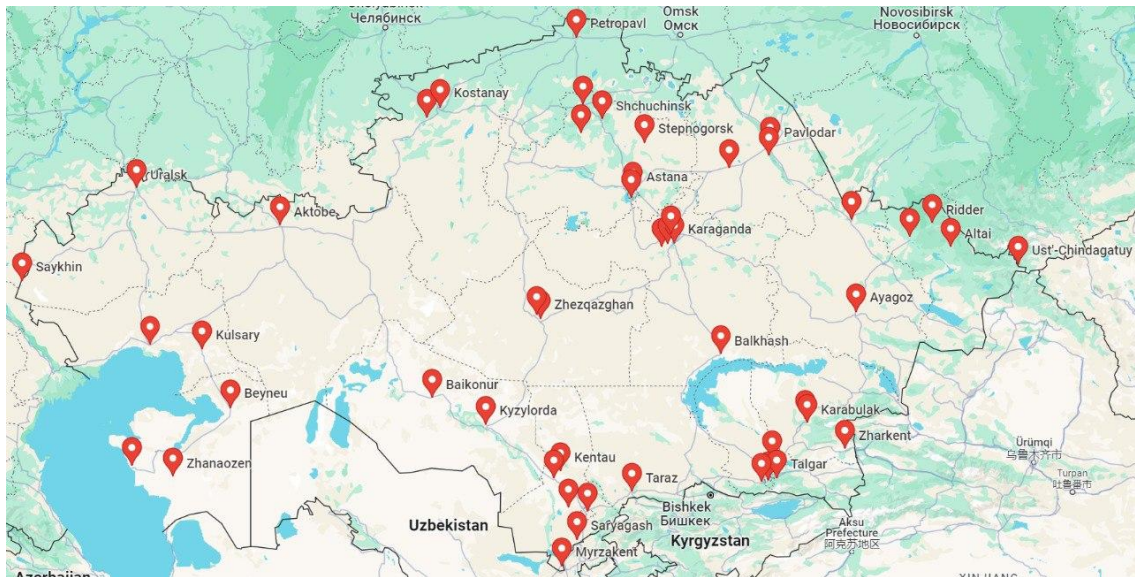 Челябинск
Petropavl
Omsk
Омск
Novosibirsk
Новосибирск
Kostanay
Shchuchinsk
Stepnogorsk
Pavlodar
Uralsk
Astana
Aktobe
Ridder
Altai
Karaganda
Ust'-Chindagatuy
Saykhin
Zhezqazghan
Ayagoz
Kulsary
Balkhash
Beyneu
Baikonur
Kyzylorda
Karabulak
Zharkent
Kentau
Zhanaozen
Taraz
Talgar
Ürümqi
乌鲁木齐市
Turpan
吐鲁番市
Bishkek
Бишкек
Uzbekistan
Saryagash
Kyrgyzstan
Aksu
Prefecture
阿克苏地区
Myrzakent
Azerbaijan
XINJIANG